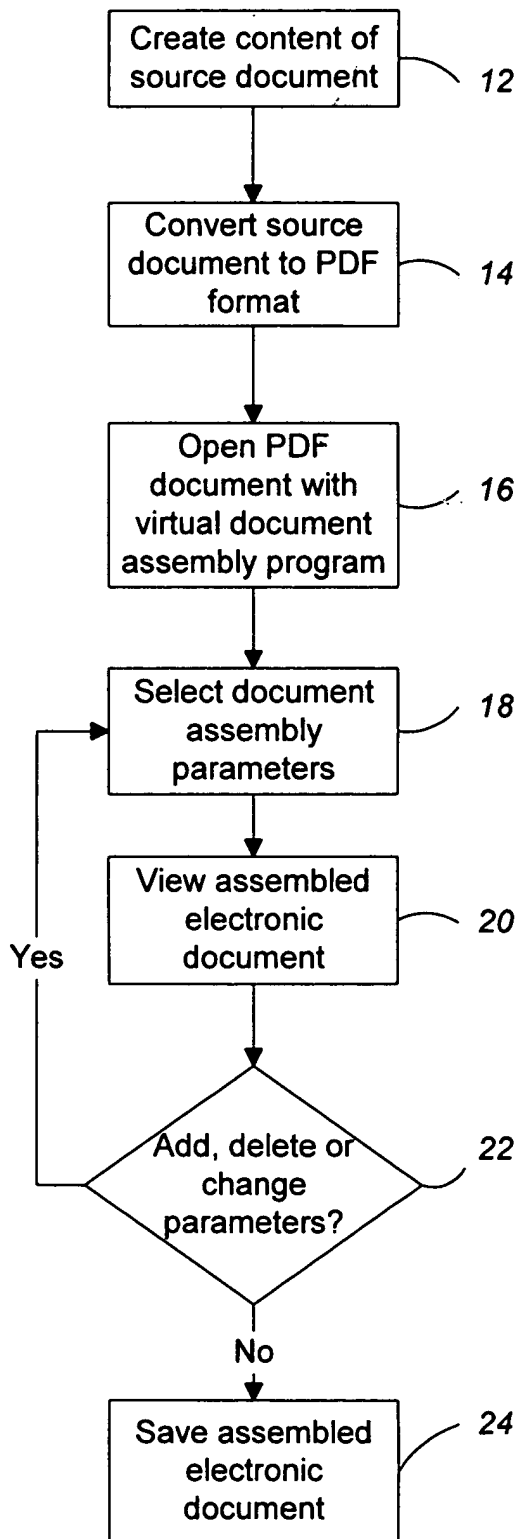 Create content of
source document
12
Convert source
document to PDF
format
14
Open PDF
document with
virtual document
assembly program
16
Select document
assembly
parameters
18
View assembled
electronic
document
20
Yes
Add, delete or
change
parameters?
22
No
Save assembled
electronic
document
24